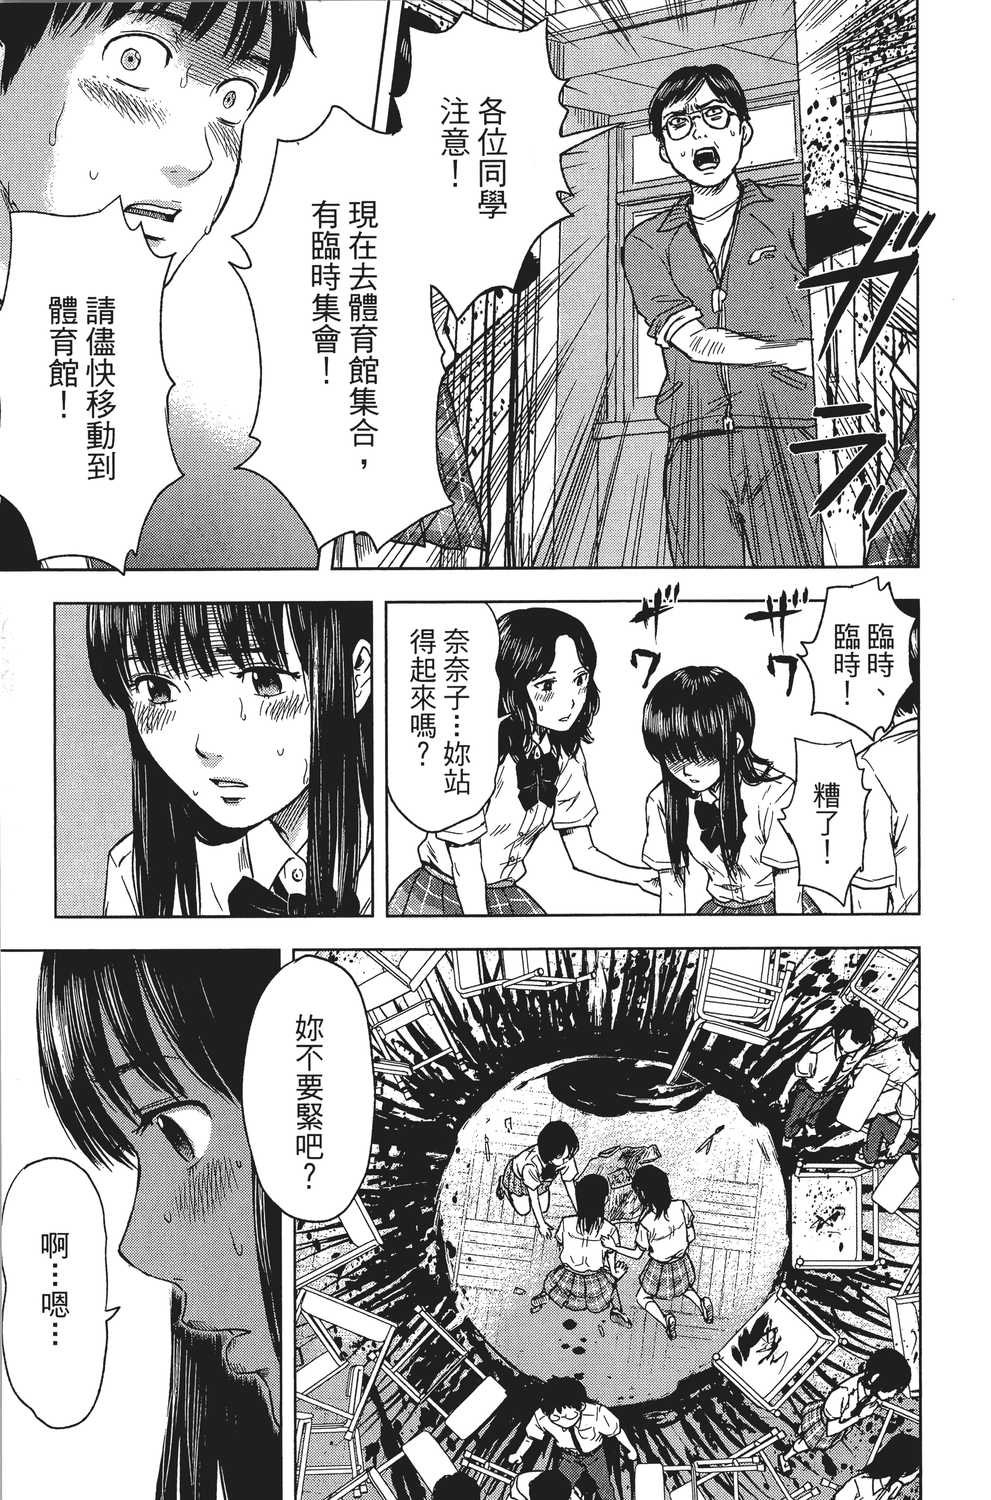 ガ
ラ
各位同學
注意！
現在去體育館集合，
有臨時集會！
請儘快移動到
體育館！
臨時、
臨時！
糟了！
ザ
ワ
ザ
ワ
奈奈子…妳站
得起來嗎？
妳不要緊吧？
啊…嗯…